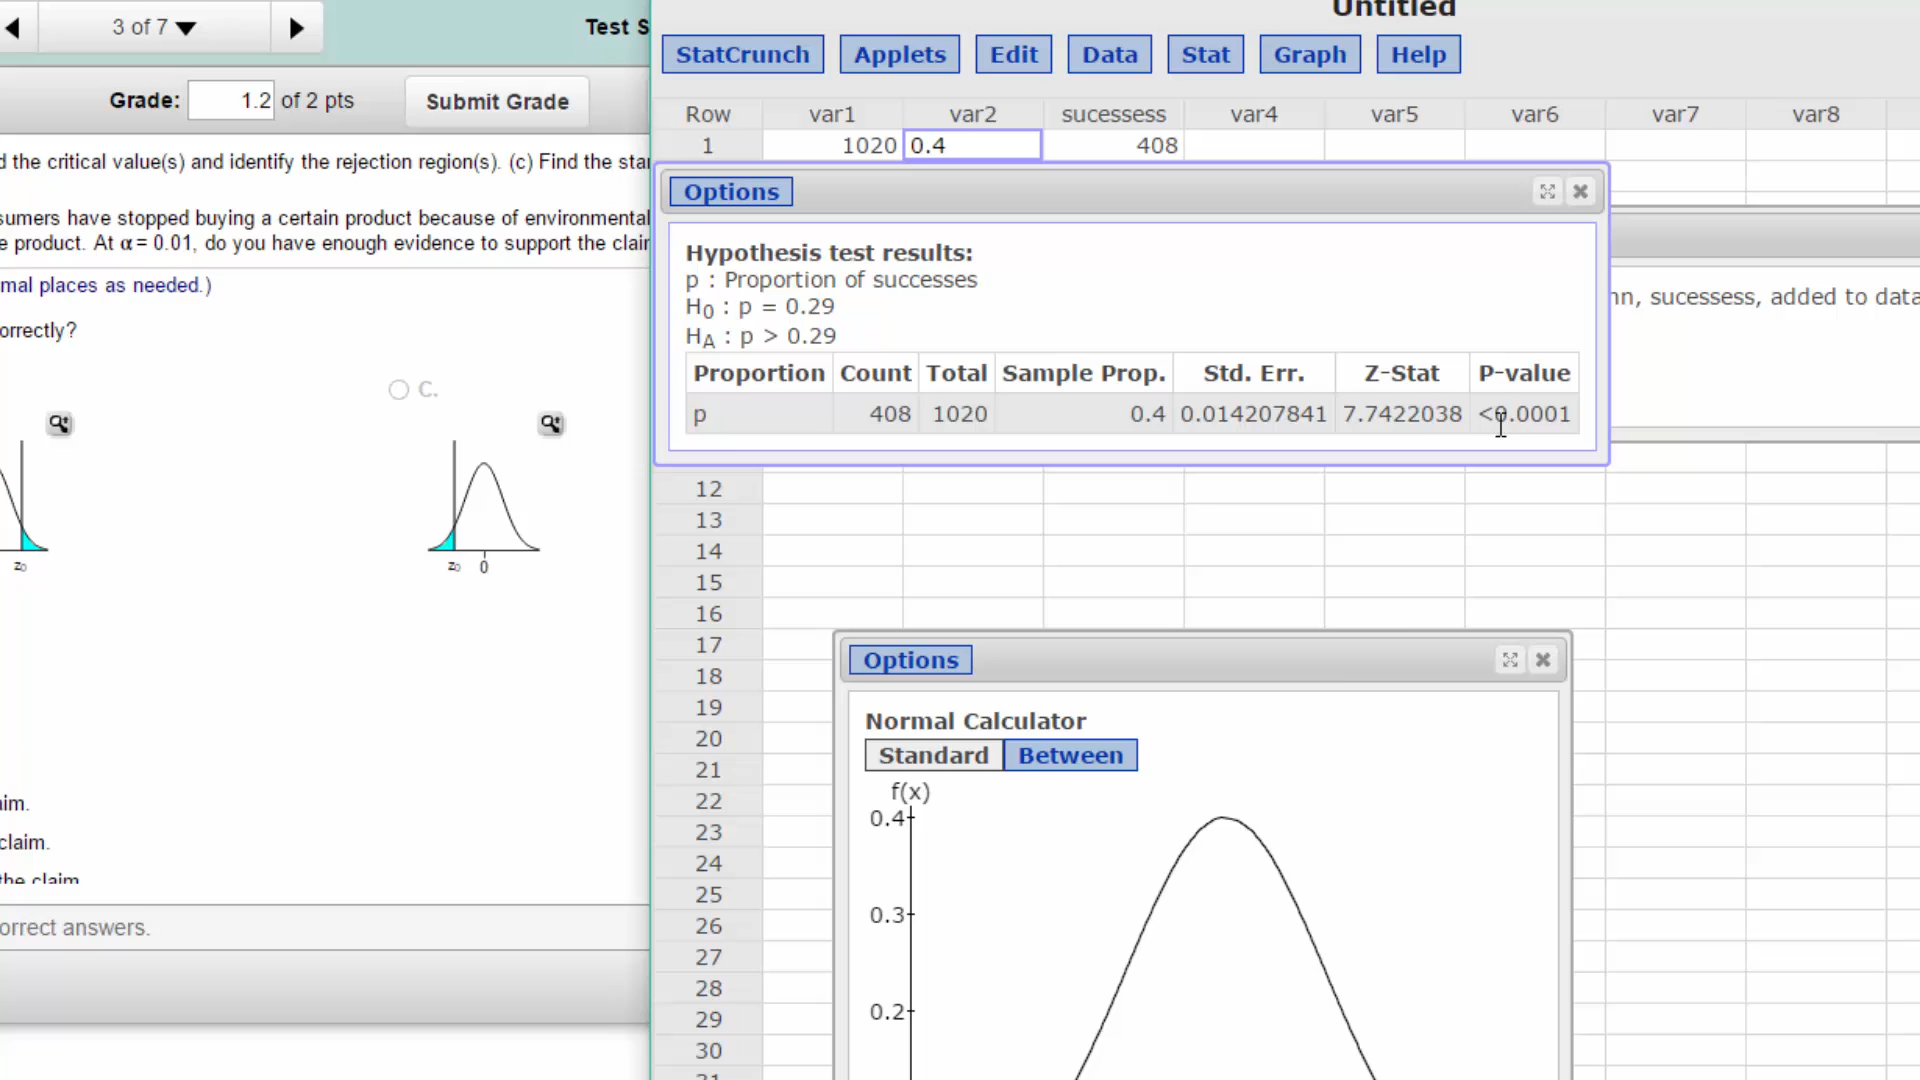 3 of 7
Test S
Grade: 1.2 of 2 pts
Submit Grade
d the critical value(s) and identify the rejection region(s). (c) Find the sta
sumers have stopped buying a certain product because of environmental
e product. At α = 0.01, do you have enough evidence to support the clai
mal places as needed.)
orrectly?
C.
z₀
z₀ 0
im.
claim.
the claim
orrect answers.
Untitled
StatCrunch Applets Edit Data Stat Graph Help
Row var1 var2 sucessess var4 var5 var6 var7 var8
1 1020 0.4 408
Options
Hypothesis test results:
p : Proportion of successes
H₀ : p = 0.29
H_A : p > 0.29
Proportion Count Total Sample Prop. Std. Err. Z-Stat P-value
p 408 1020 0.4 0.014207841 7.7422038 <0.0001
n, sucessess, added to data
12
13
14
15
16
17
18
19
20
21
22
23
24
25
26
27
28
29
30
31
Options
Normal Calculator
Standard Between
f(x)
0.4
0.3
0.2